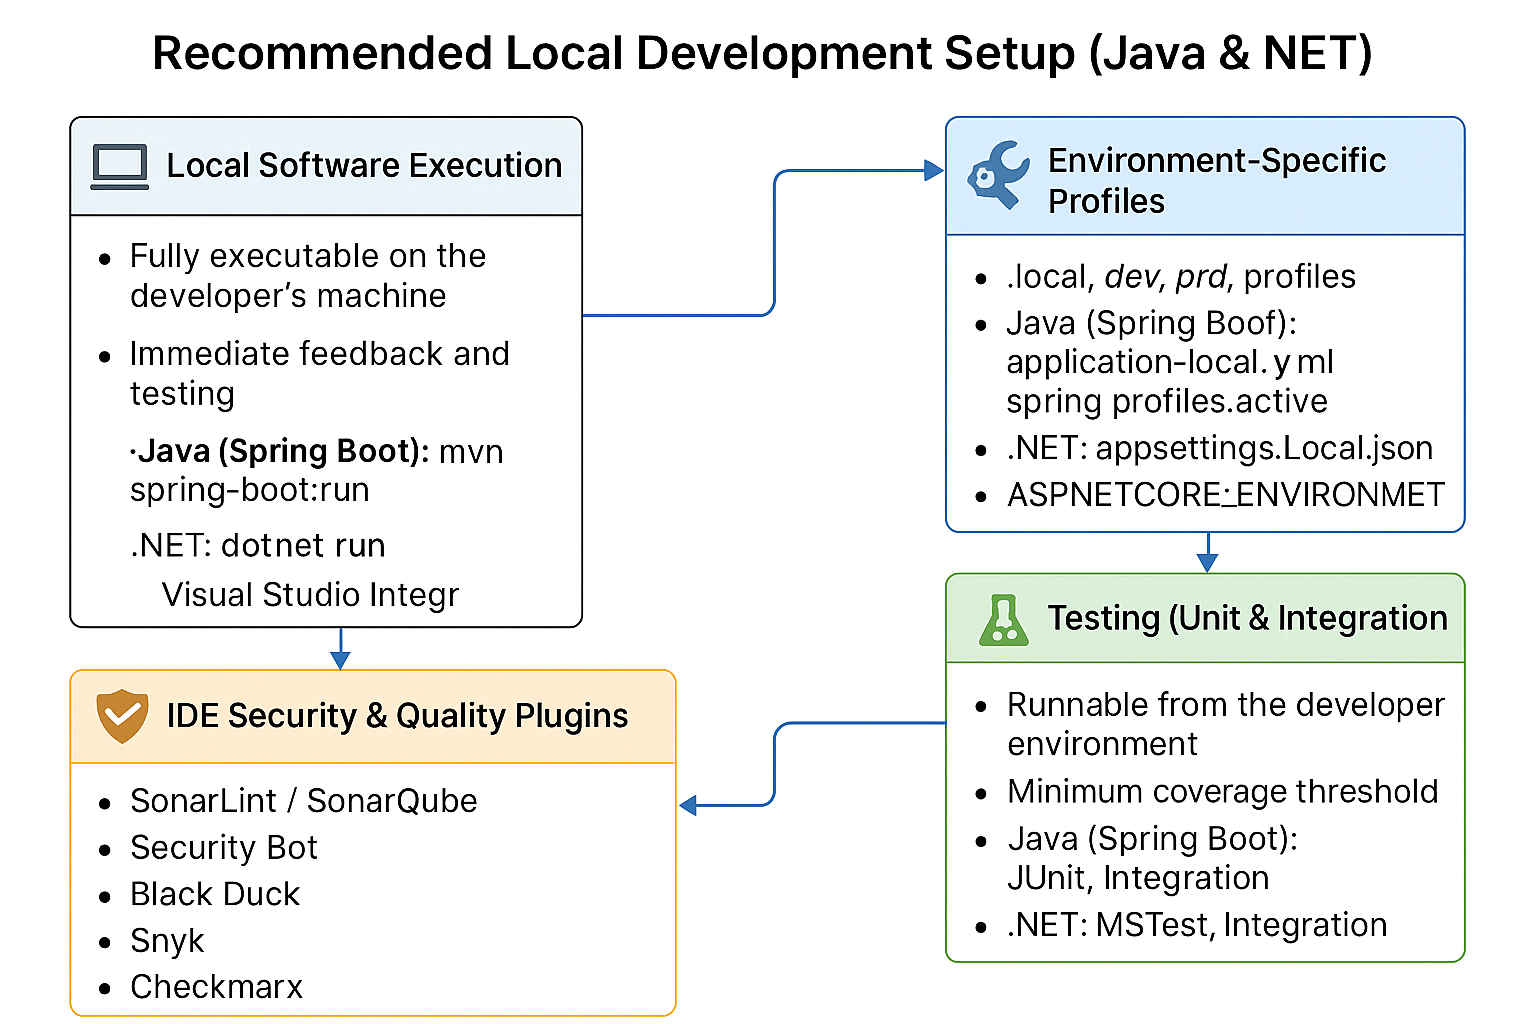 Recommended Local Development Setup (Java & NET)
Local Software Execution
• Fully executable on the
developer's machine
• Immediate feedback and
testing
·Java (Spring Boot): mvn
spring-boot:run
.NET: dotnet run
Visual Studio Integr
Environment-Specific
Profiles
• .local, dev, prd, profiles
• Java (Spring Boof):
application-local.yml
spring profiles.active
• .NET: appsettings.Local.json
• ASPNETCORE:_ENVIRONMET
Testing (Unit & Integration
• Runnable from the developer
environment
• Minimum coverage threshold
• Java (Spring Boot):
JUnit, Integration
• .NET: MSTest, Integration
IDE Security & Quality Plugins
• SonarLint / SonarQube
• Security Bot
• Black Duck
• Snyk
• Checkmarx